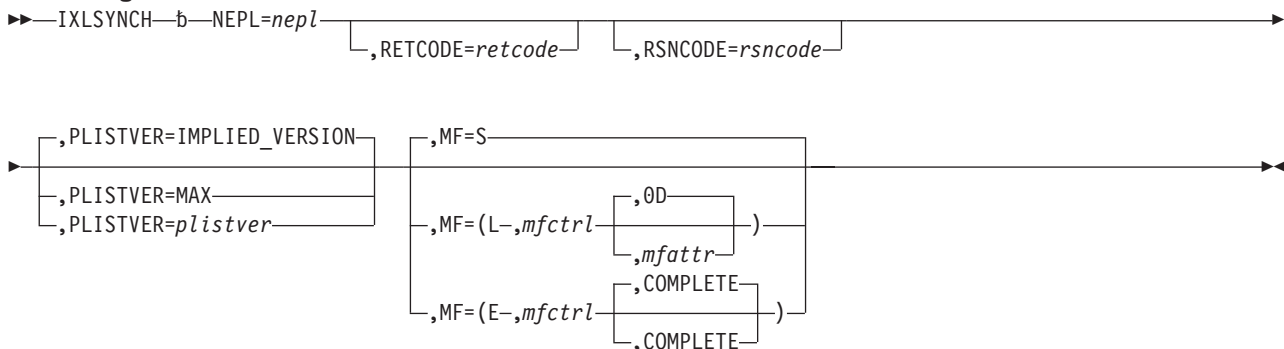 IXLSYNCH ƀ NEPL=nepl
,RETCODE=retcode ,RSNCODE=rsncode
,PLISTVER=IMPLIED_VERSION ,MF=S
,PLISTVER=MAX ,0D
,PLISTVER=plistver ,MF=(L ,mfctrl )
,mfattr
,COMPLETE
,MF=(E ,mfctrl )
,COMPLETE